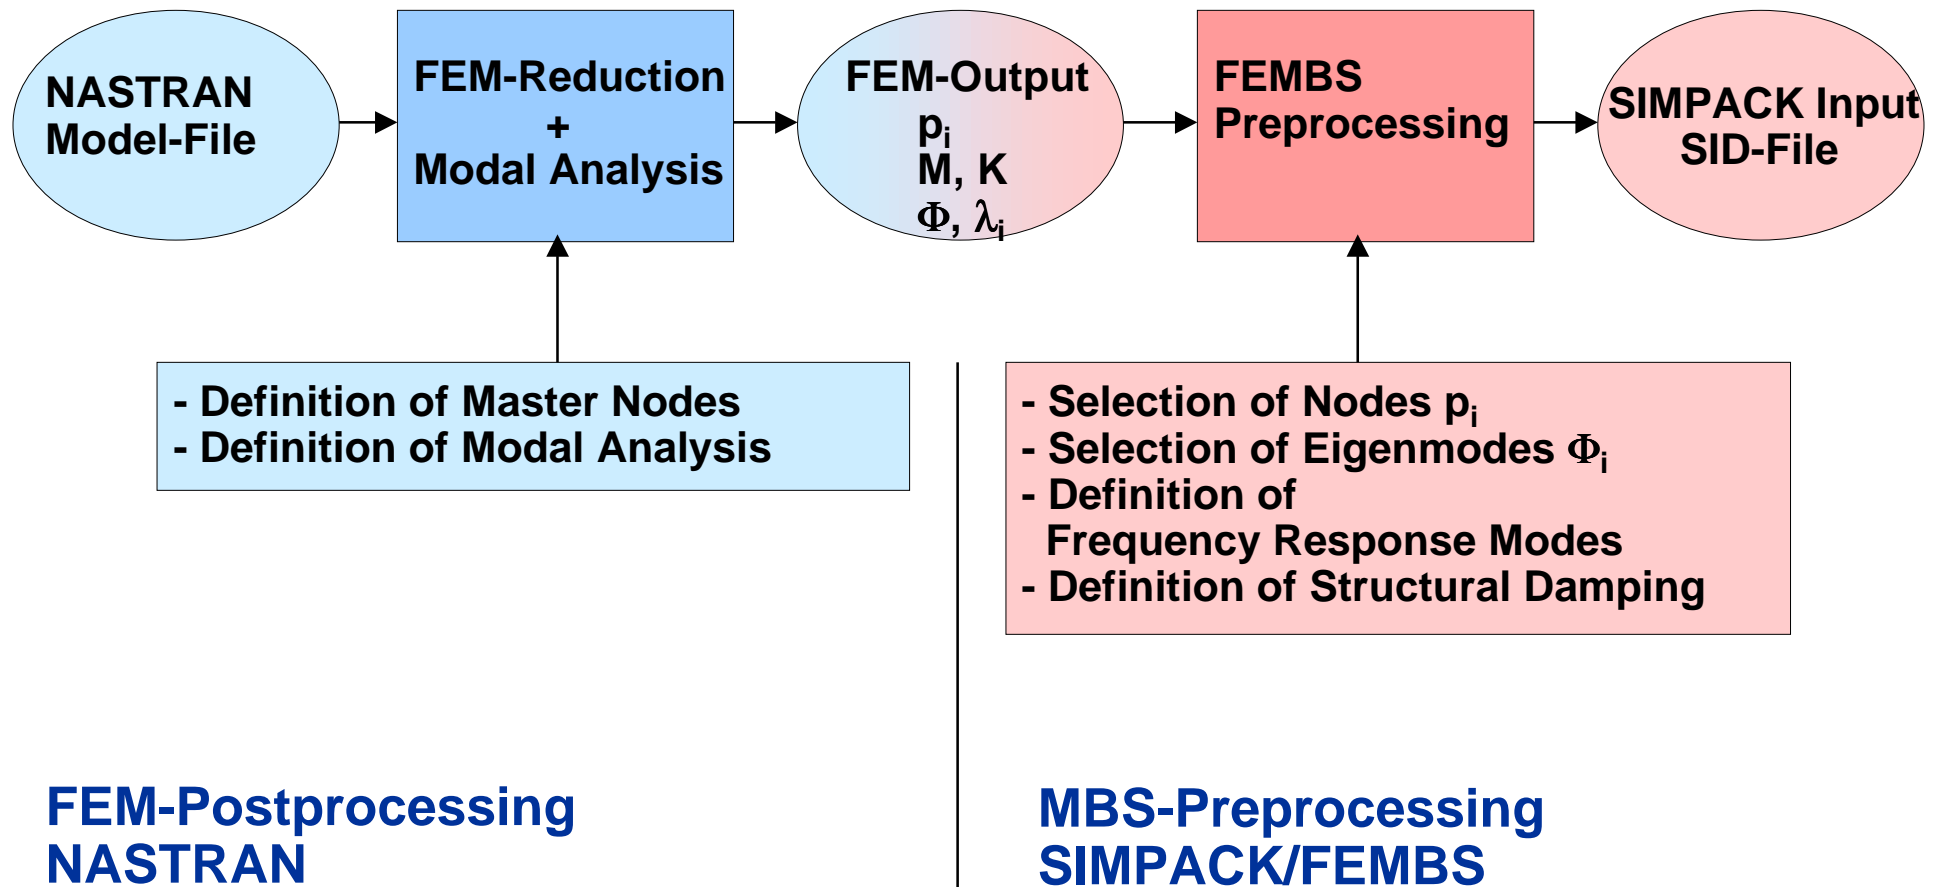 NASTRAN
Model-File
FEM-Reduction
+
Modal Analysis
FEM-Output
pᵢ
M, K
Φ, λᵢ
FEMBS
Preprocessing
SIMPACK Input
SID-File
- Definition of Master Nodes
- Definition of Modal Analysis
- Selection of Nodes pᵢ
- Selection of Eigenmodes Φᵢ
- Definition of
Frequency Response Modes
- Definition of Structural Damping
FEM-Postprocessing
NASTRAN
MBS-Preprocessing
SIMPACK/FEMBS